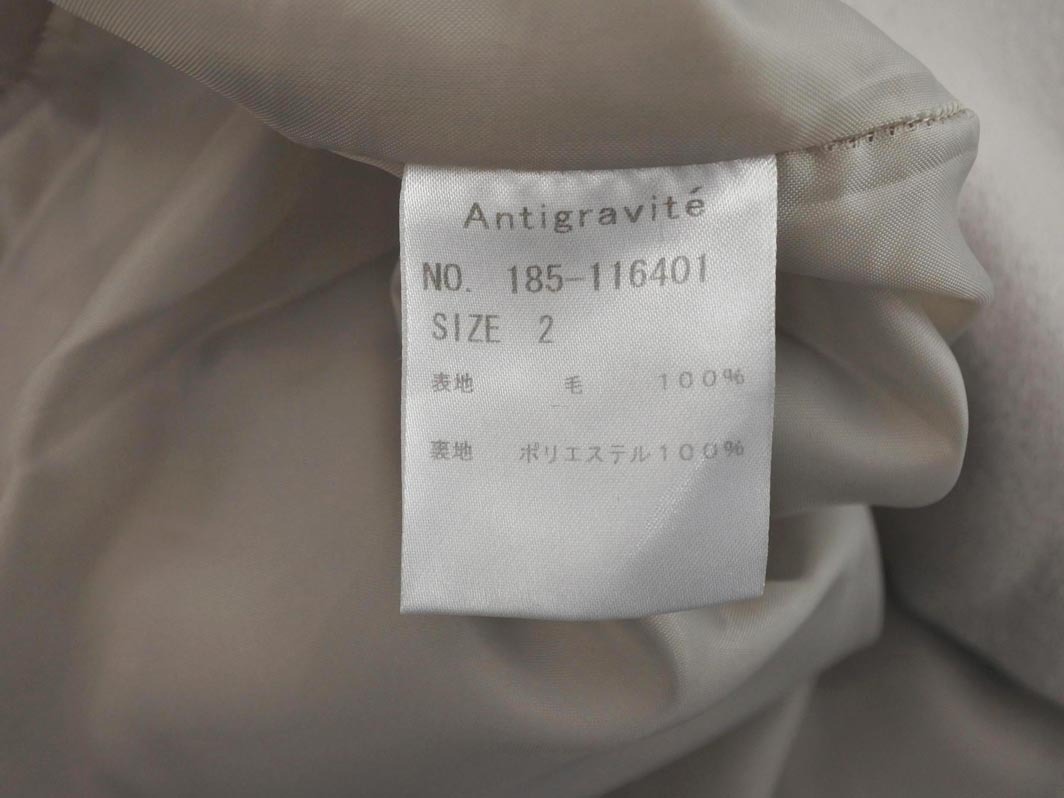 Antigravité
NO. 185-116401
SIZE 2
表地 毛 100%
裏地 ポリエステル100%